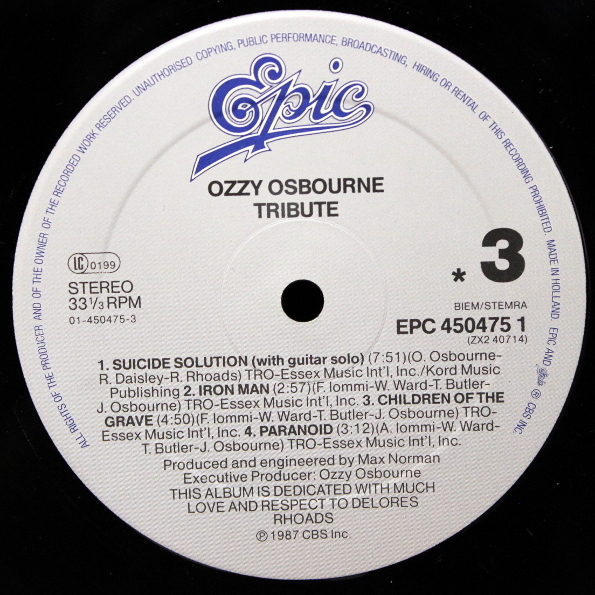 ALL RIGHTS OF THE PRODUCER AND OF THE OWNER OF THE RECORDED WORK RESERVED. UNAUTHORISED COPYING, PUBLIC PERFORMANCE, BROADCASTING, HIRING OR RENTAL OF THIS RECORDING PROHIBITED. MADE IN HOLLAND. EPIC AND ℗ CBS INC
Epic
OZZY OSBOURNE
TRIBUTE
LC 0199
STEREO
33 1/3 RPM
01-450475-3
* 3
BIEM/STEMRA
EPC 450475 1
(ZX2 40714)
1. SUICIDE SOLUTION (with guitar solo) (7:51)(O. Osbourne-
R. Daisley-R. Rhoads) TRO-Essex Music Int'l, Inc./Kord Music
Publishing 2. IRON MAN (2:57)(F. Iommi-W. Ward-T. Butler-
J. Osbourne) TRO-Essex Music Int'l, Inc. 3. CHILDREN OF THE
GRAVE (4:50)(F. Iommi-W. Ward-T. Butler-J. Osbourne) TRO-
Essex Music Int'l, Inc. 4. PARANOID (3:12)(A. Iommi-W. Ward-
T. Butler-J. Osbourne) TRO-Essex Music Int'l, Inc.
Produced and engineered by Max Norman
Executive Producer: Ozzy Osbourne
THIS ALBUM IS DEDICATED WITH MUCH
LOVE AND RESPECT TO DELORES
RHOADS
℗ 1987 CBS Inc.